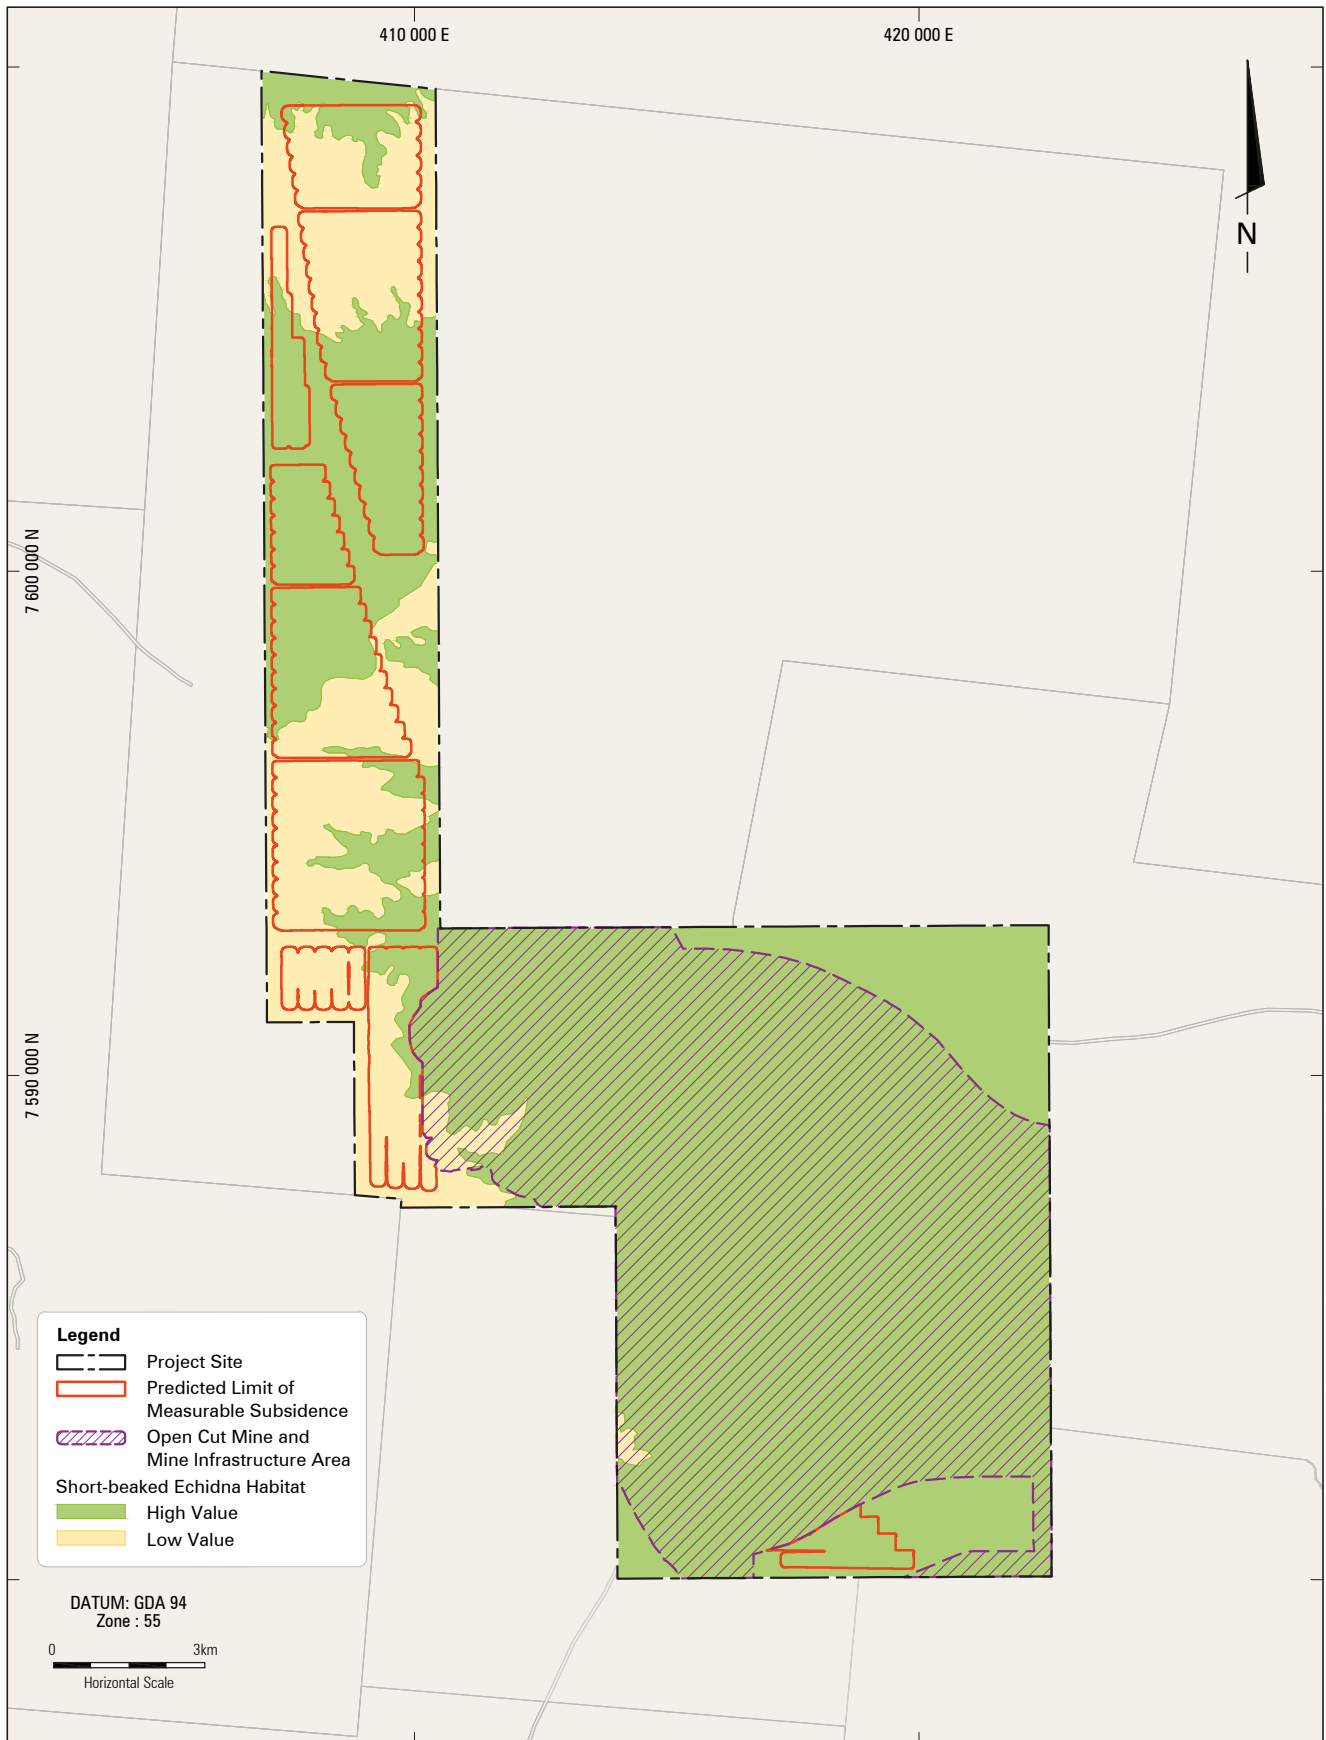 410 000 E
420 000 E
N
7 600 000 N
7 590 000 N
Legend
Project Site
Predicted Limit of
Measurable Subsidence
Open Cut Mine and
Mine Infrastructure Area
Short-beaked Echidna Habitat
High Value
Low Value
DATUM: GDA 94
Zone : 55
0 3km
Horizontal Scale